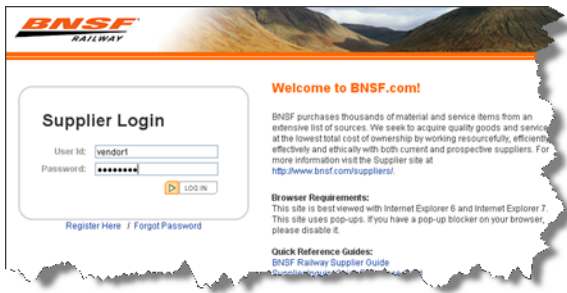 BNSF
RAILWAY
Welcome to BNSF.com!
Supplier Login
User Id: vendor1
Password: ••••••••
LOG IN
Register Here / Forgot Password
BNSF purchases thousands of material and service items from an
extensive list of sources. We seek to acquire quality goods and service
at the lowest total cost of ownership by working resourcefully, efficiently
effectively and ethically with both current and prospective suppliers. For
more information visit the Supplier site at
http://www.bnsf.com/suppliers/.
Browser Requirements:
This site is best viewed with Internet Explorer 6 and Internet Explorer 7.
This site uses pop-ups. If you have a pop-up blocker on your browser,
please disable it.
Quick Reference Guides:
BNSF Railway Supplier Guide